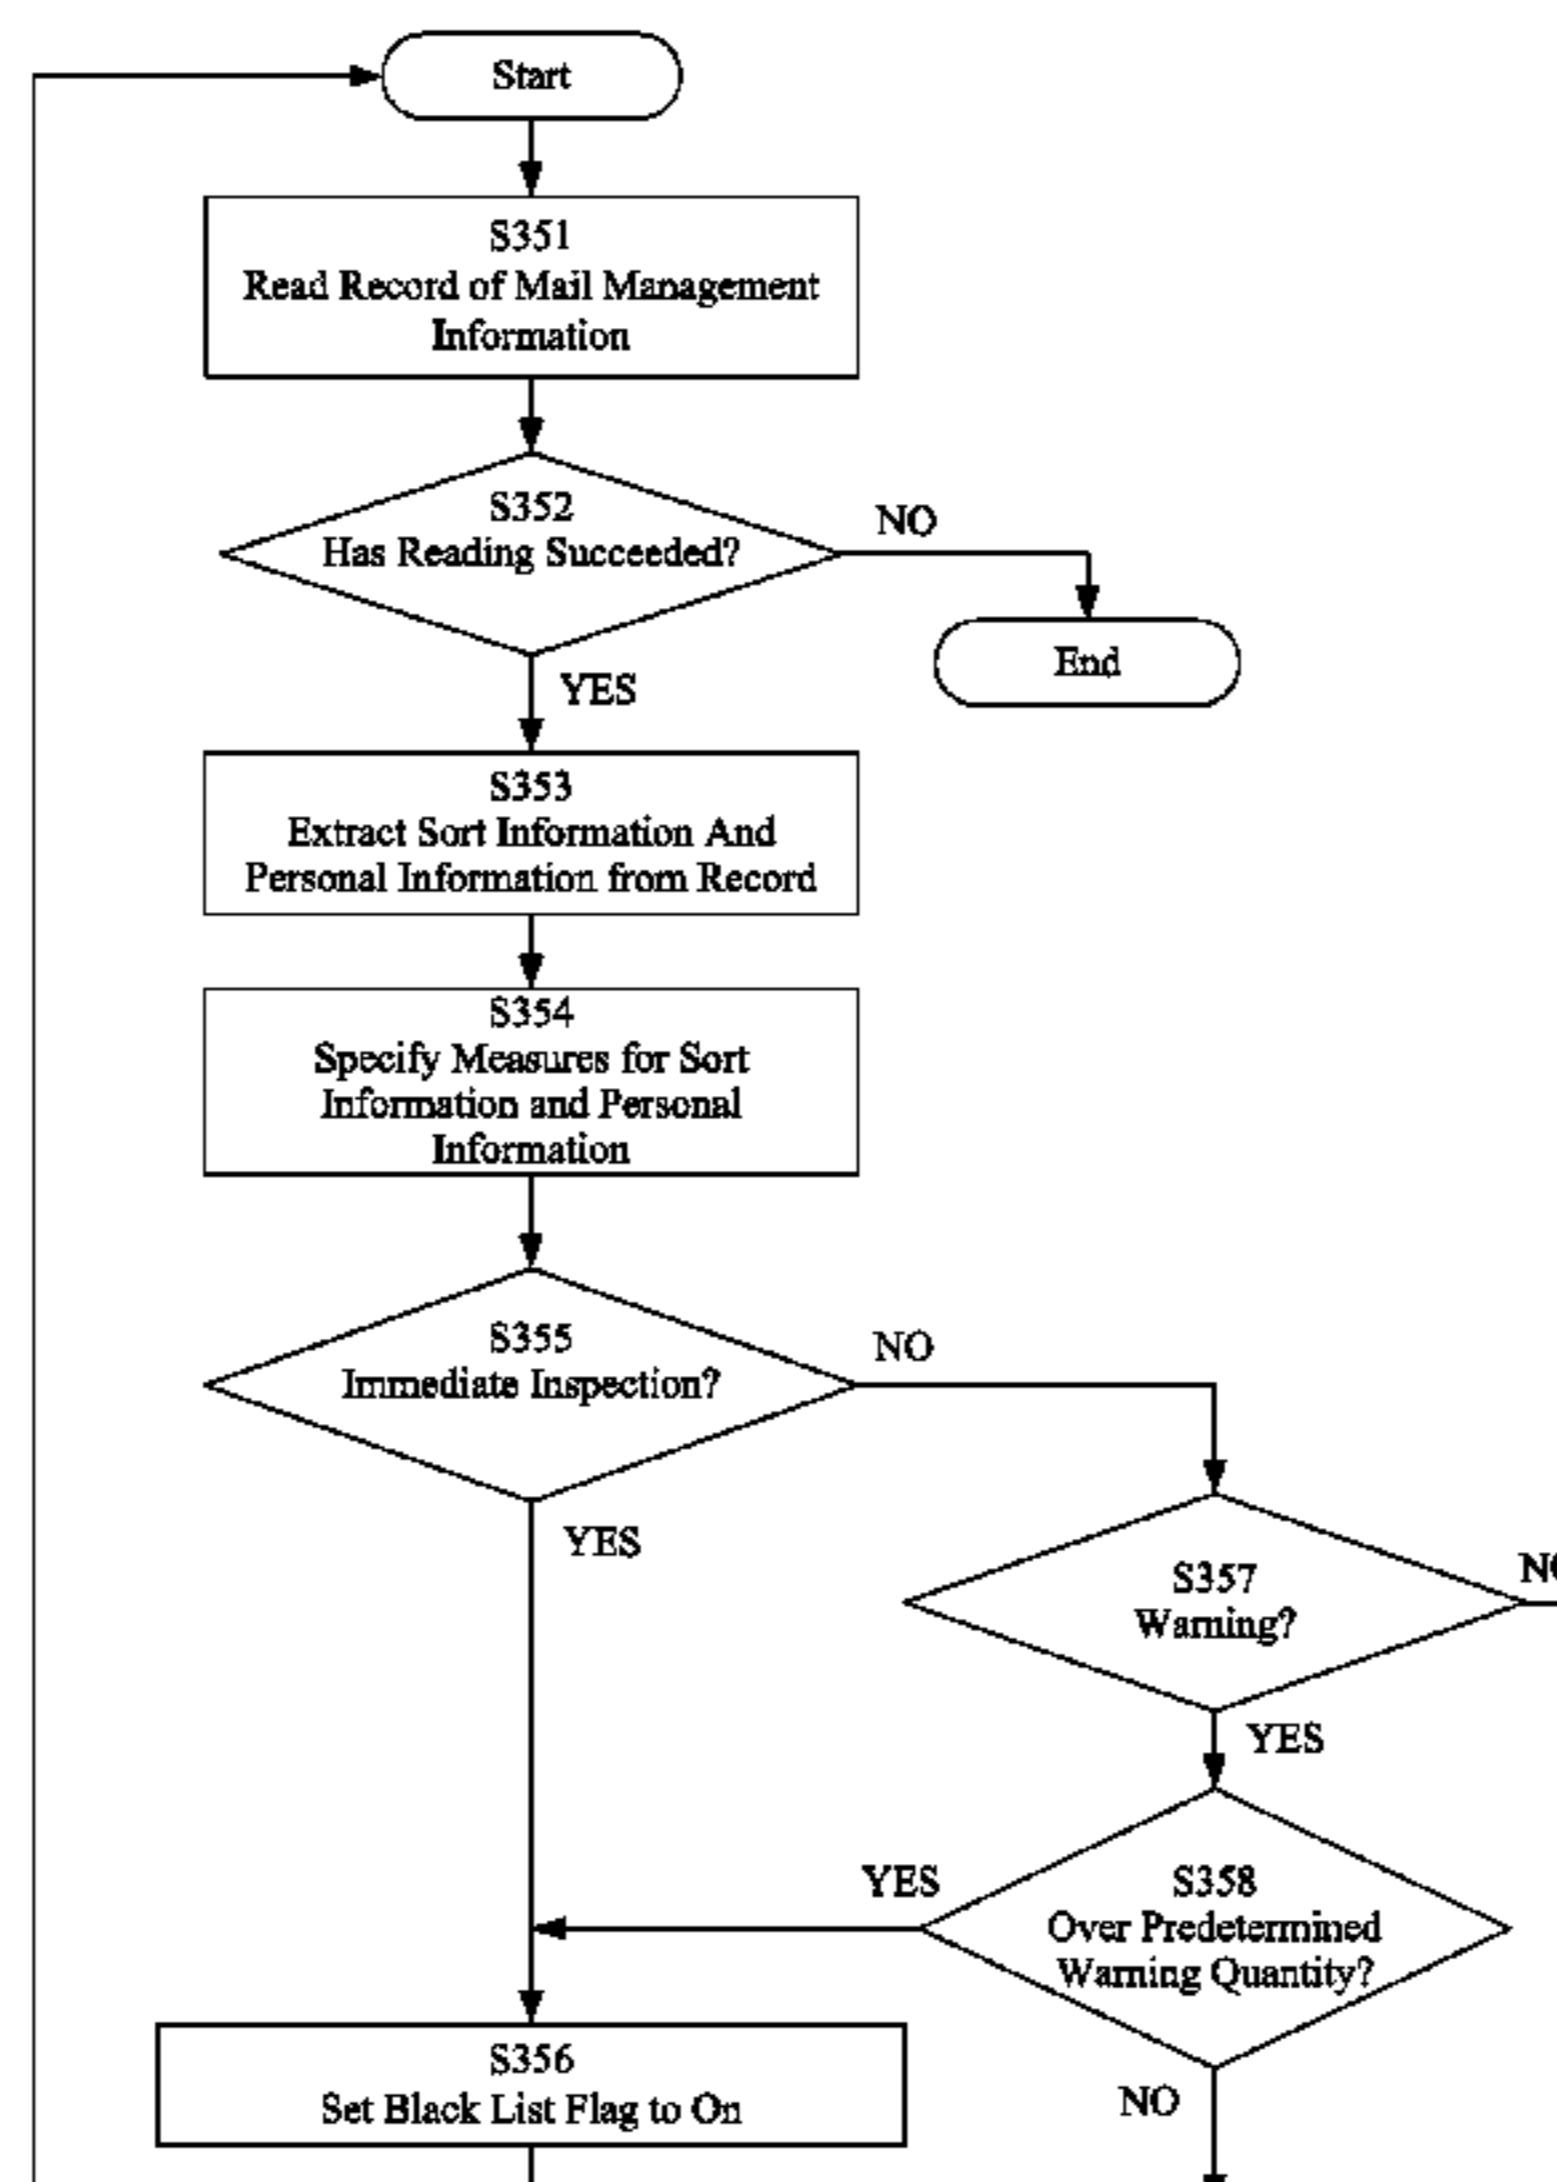 Start
S351
Read Record of Mail Management
Information
S352
Has Reading Succeeded?
NO
End
YES
S353
Extract Sort Information And
Personal Information from Record
S354
Specify Measures for Sort
Information and Personal
Information
S355
Immediate Inspection?
NO
YES
S357
Warning?
YES
S358
Over Predetermined
Warning Quantity?
YES
NO
S356
Set Black List Flag to On